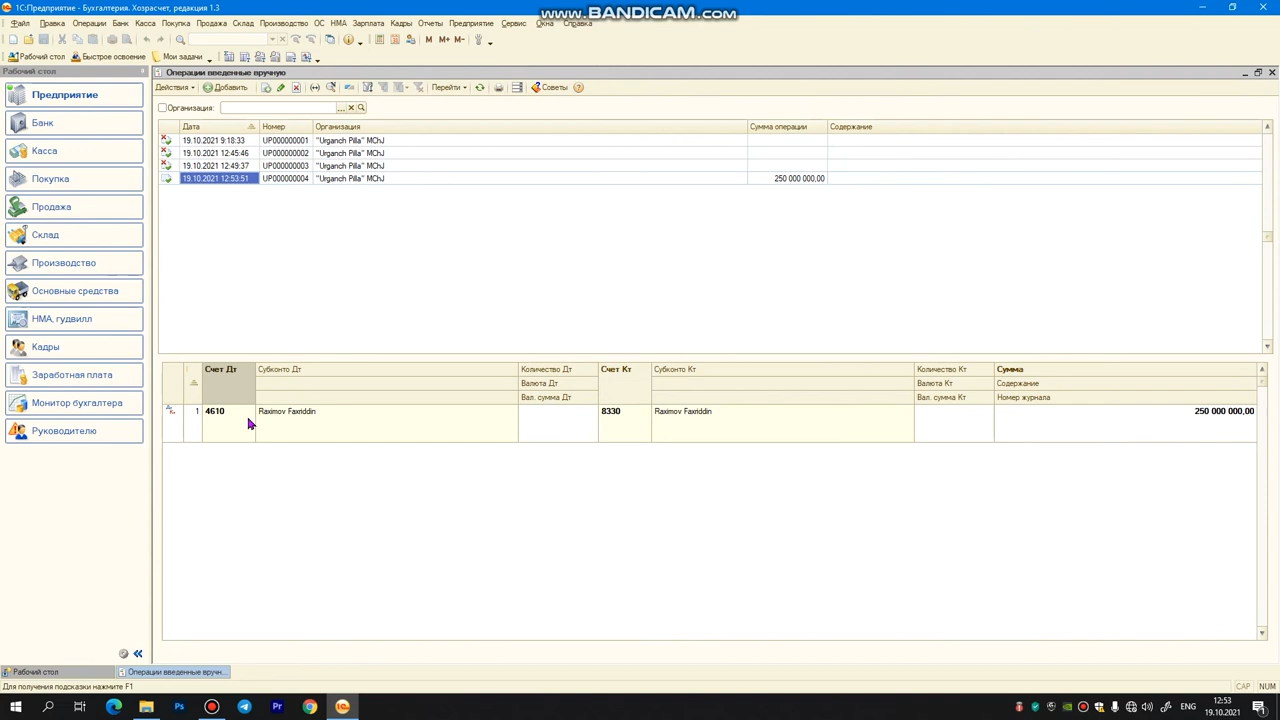 1С:Предприятие - Бухгалтерия. Хозрасчет, редакция 1.3
www.BANDICAM.com
Файл Правка Операции Банк Касса Покупка Продажа Склад Производство ОС НМА Зарплата Кадры Отчеты Предприятие Сервис Окна Справка
M M+ M-
Рабочий стол Быстрое освоение Мои задачи
Рабочий стол
Операции введенные вручную
Действия Добавить Перейти Советы
Организация:
Дата Номер Организация Сумма операции Содержание
19.10.2021 9:18:33 UP000000001 "Urganch Pilla" MChJ
19.10.2021 12:45:46 UP000000002 "Urganch Pilla" MChJ
19.10.2021 12:49:37 UP000000003 "Urganch Pilla" MChJ
19.10.2021 12:53:51 UP000000004 "Urganch Pilla" MChJ 250 000 000,00
Предприятие
Банк
Касса
Покупка
Продажа
Склад
Производство
Основные средства
НМА, гудвилл
Кадры
Заработная плата
Монитор бухгалтера
Руководителю
Счет Дт Субконто Дт Количество Дт Счет Кт Субконто Кт Количество Кт Сумма
Валюта Дт Валюта Кт Содержание
Вал. сумма Дт Вал. сумма Кт Номер журнала
1 4610 Raximov Faxriddin 8330 Raximov Faxriddin 250 000 000,00
Рабочий стол Операции введенные вручн...
Для получения подсказки нажмите F1
CAP NUM
ENG
12:53
19.10.2021